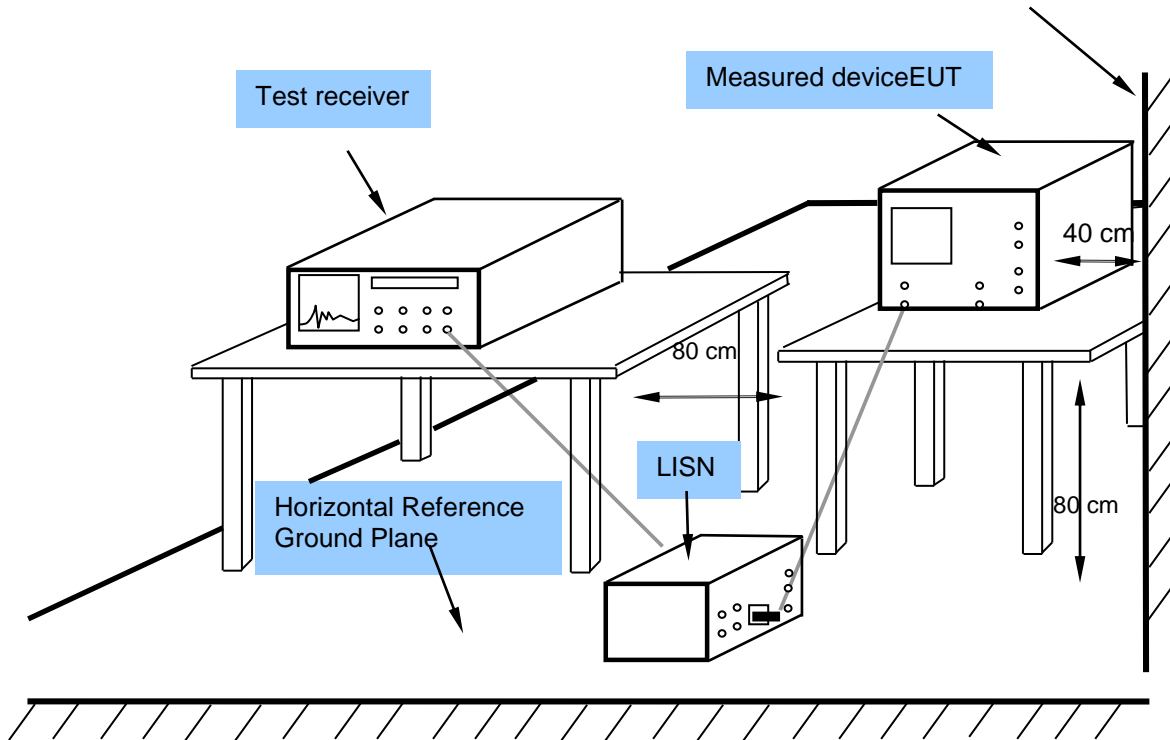 Test receiver
Measured deviceEUT
40 cm
80 cm
LISN
Horizontal Reference
Ground Plane
80 cm